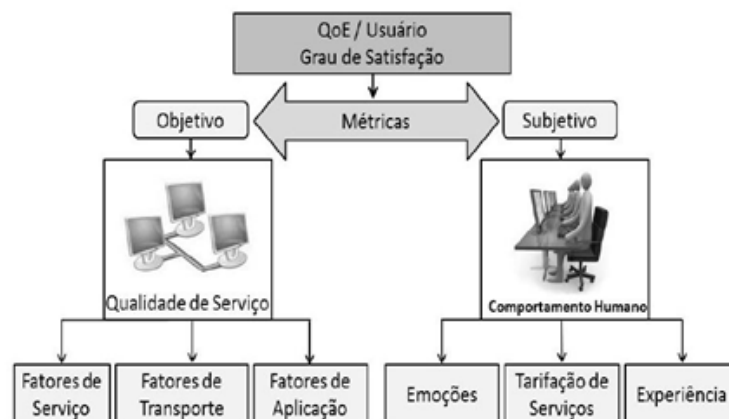 QoE / Usuário
Grau de Satisfação
Objetivo
Métricas
Subjetivo
Qualidade de Serviço
Comportamento Humano
Fatores de
Serviço
Fatores de
Transporte
Fatores de
Aplicação
Emoções
Tarifação de
Serviços
Experiência